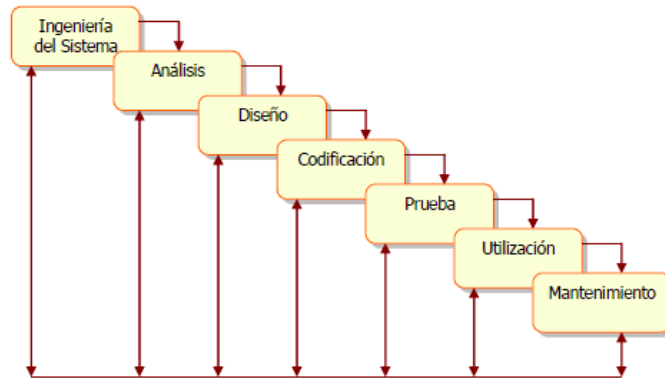 Ingeniería
del Sistema
Análisis
Diseño
Codificación
Prueba
Utilización
Mantenimiento